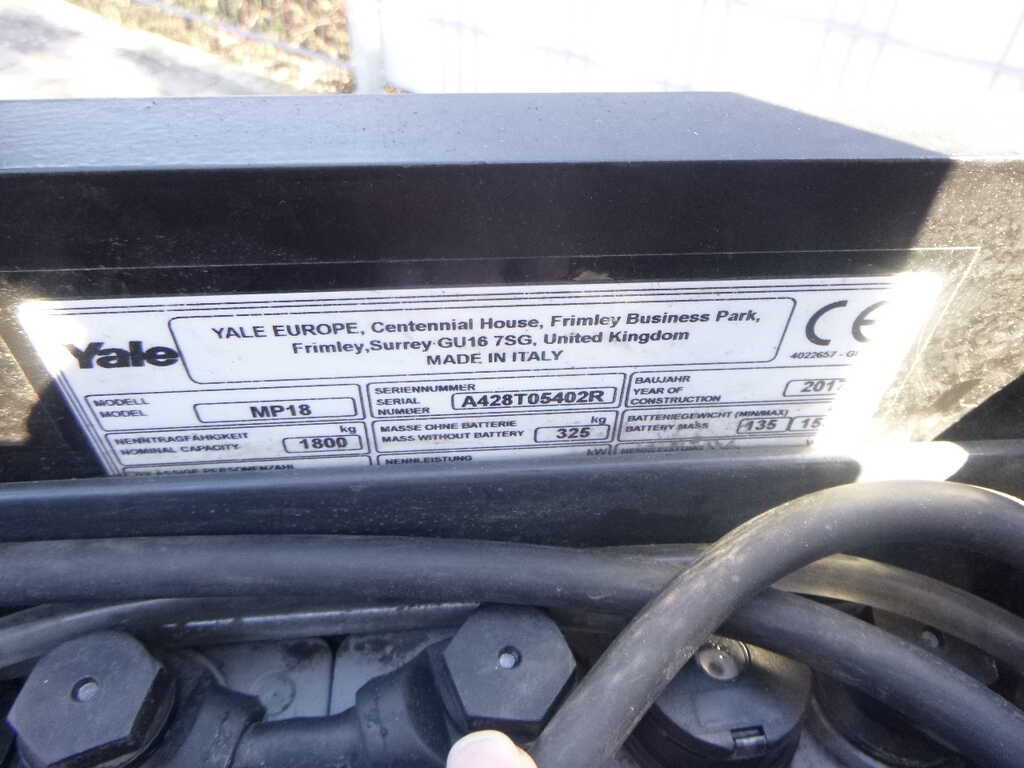 Yale
YALE EUROPE, Centennial House, Frimley Business Park,
Frimley,Surrey GU16 7SG, United Kingdom
MADE IN ITALY
CE
MODELL
MODEL
MP18
SERIENNUMMER
SERIAL
NUMBER
A428T05402R
BAUJAHR
YEAR OF
CONSTRUCTION
2017
NENNTRAGFÄHIGKEIT
NOMINAL CAPACITY
kg
1800
MASSE OHNE BATTERIE
MASS WITHOUT BATTERY
kg
325
BATTERIEGEWICHT (MIN/MAX)
BATTERY MASS
135
NENNLEISTUNG
kW